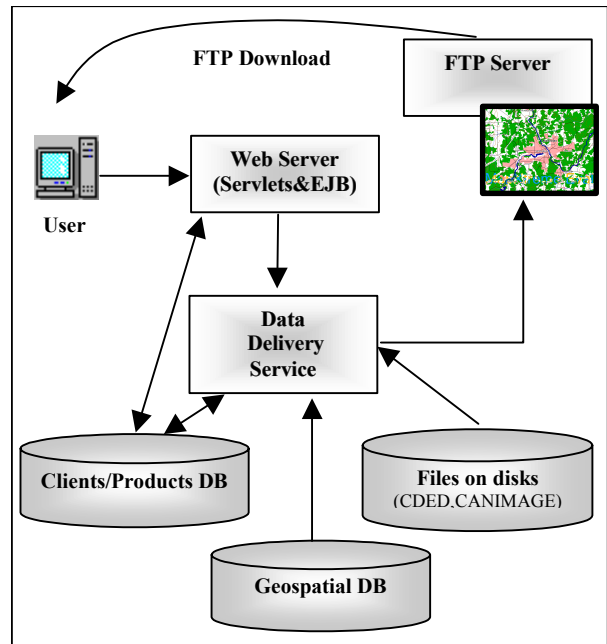 FTP Download
FTP Server
Web Server
(Servlets&EJB)
User
Data
Delivery
Service
Clients/Products DB
Files on disks
(CDED,CANIMAGE)
Geospatial DB